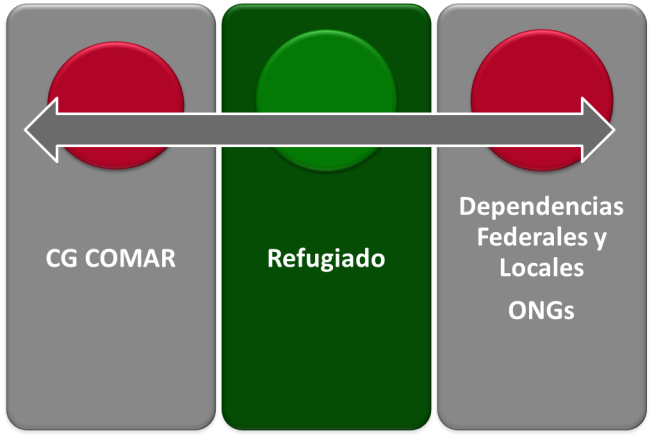 CG COMAR
Refugiado
Dependencias
Federales y
Locales
ONGs